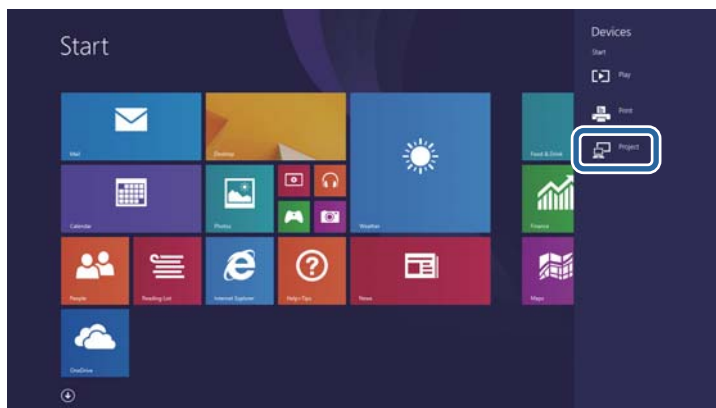 Start
Devices
Start
Play
Print
Project
Mail
Desktop
Food & Drink
Calendar
Photos
Weather
Finance
People
Reading List
Internet Explorer
Help+Tips
News
Maps
OneDrive